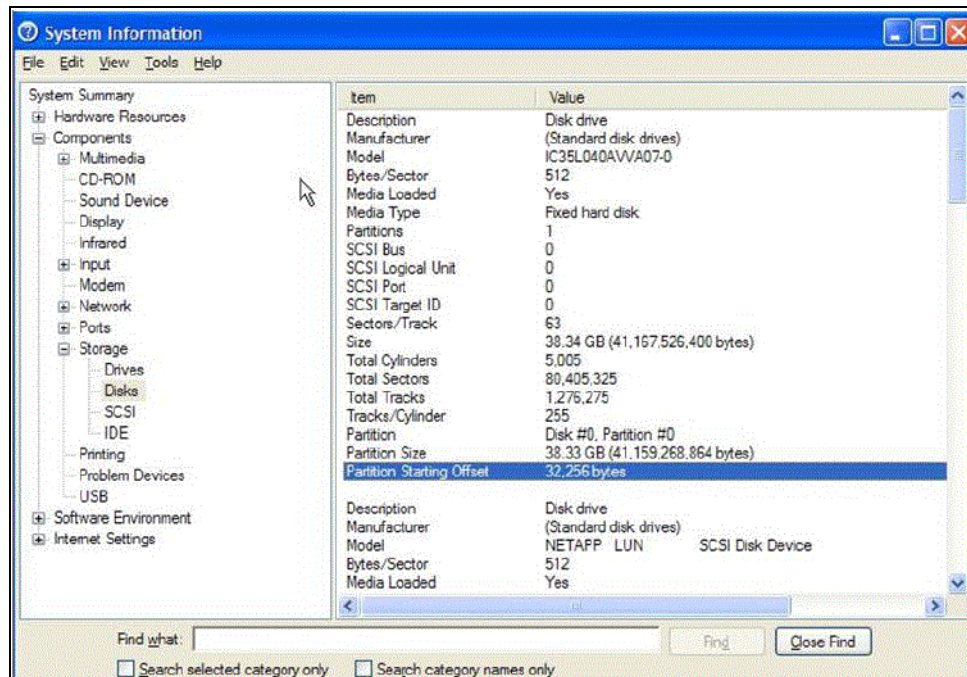 System Information
File Edit View Tools Help
System Summary
Hardware Resources
Components
Multimedia
CD-ROM
Sound Device
Display
Infrared
Input
Modem
Network
Ports
Storage
Drives
Disks
SCSI
IDE
Printing
Problem Devices
USB
Software Environment
Internet Settings
Item Value
Description Disk drive
Manufacturer (Standard disk drives)
Model IC35L040AVVA07-0
Bytes/Sector 512
Media Loaded Yes
Media Type Fixed hard disk
Partitions 1
SCSI Bus 0
SCSI Logical Unit 0
SCSI Port 0
SCSI Target ID 0
Sectors/Track 63
Size 38.34 GB (41,167,526,400 bytes)
Total Cylinders 5,005
Total Sectors 80,405,325
Total Tracks 1,276,275
Tracks/Cylinder 255
Partition Disk #0, Partition #0
Partition Size 38.33 GB (41,159,268,864 bytes)
Partition Starting Offset 32,256 bytes
Description Disk drive
Manufacturer (Standard disk drives)
Model NETAPP LUN SCSI Disk Device
Bytes/Sector 512
Media Loaded Yes
Find what: Find Close Find
Search selected category only Search category names only